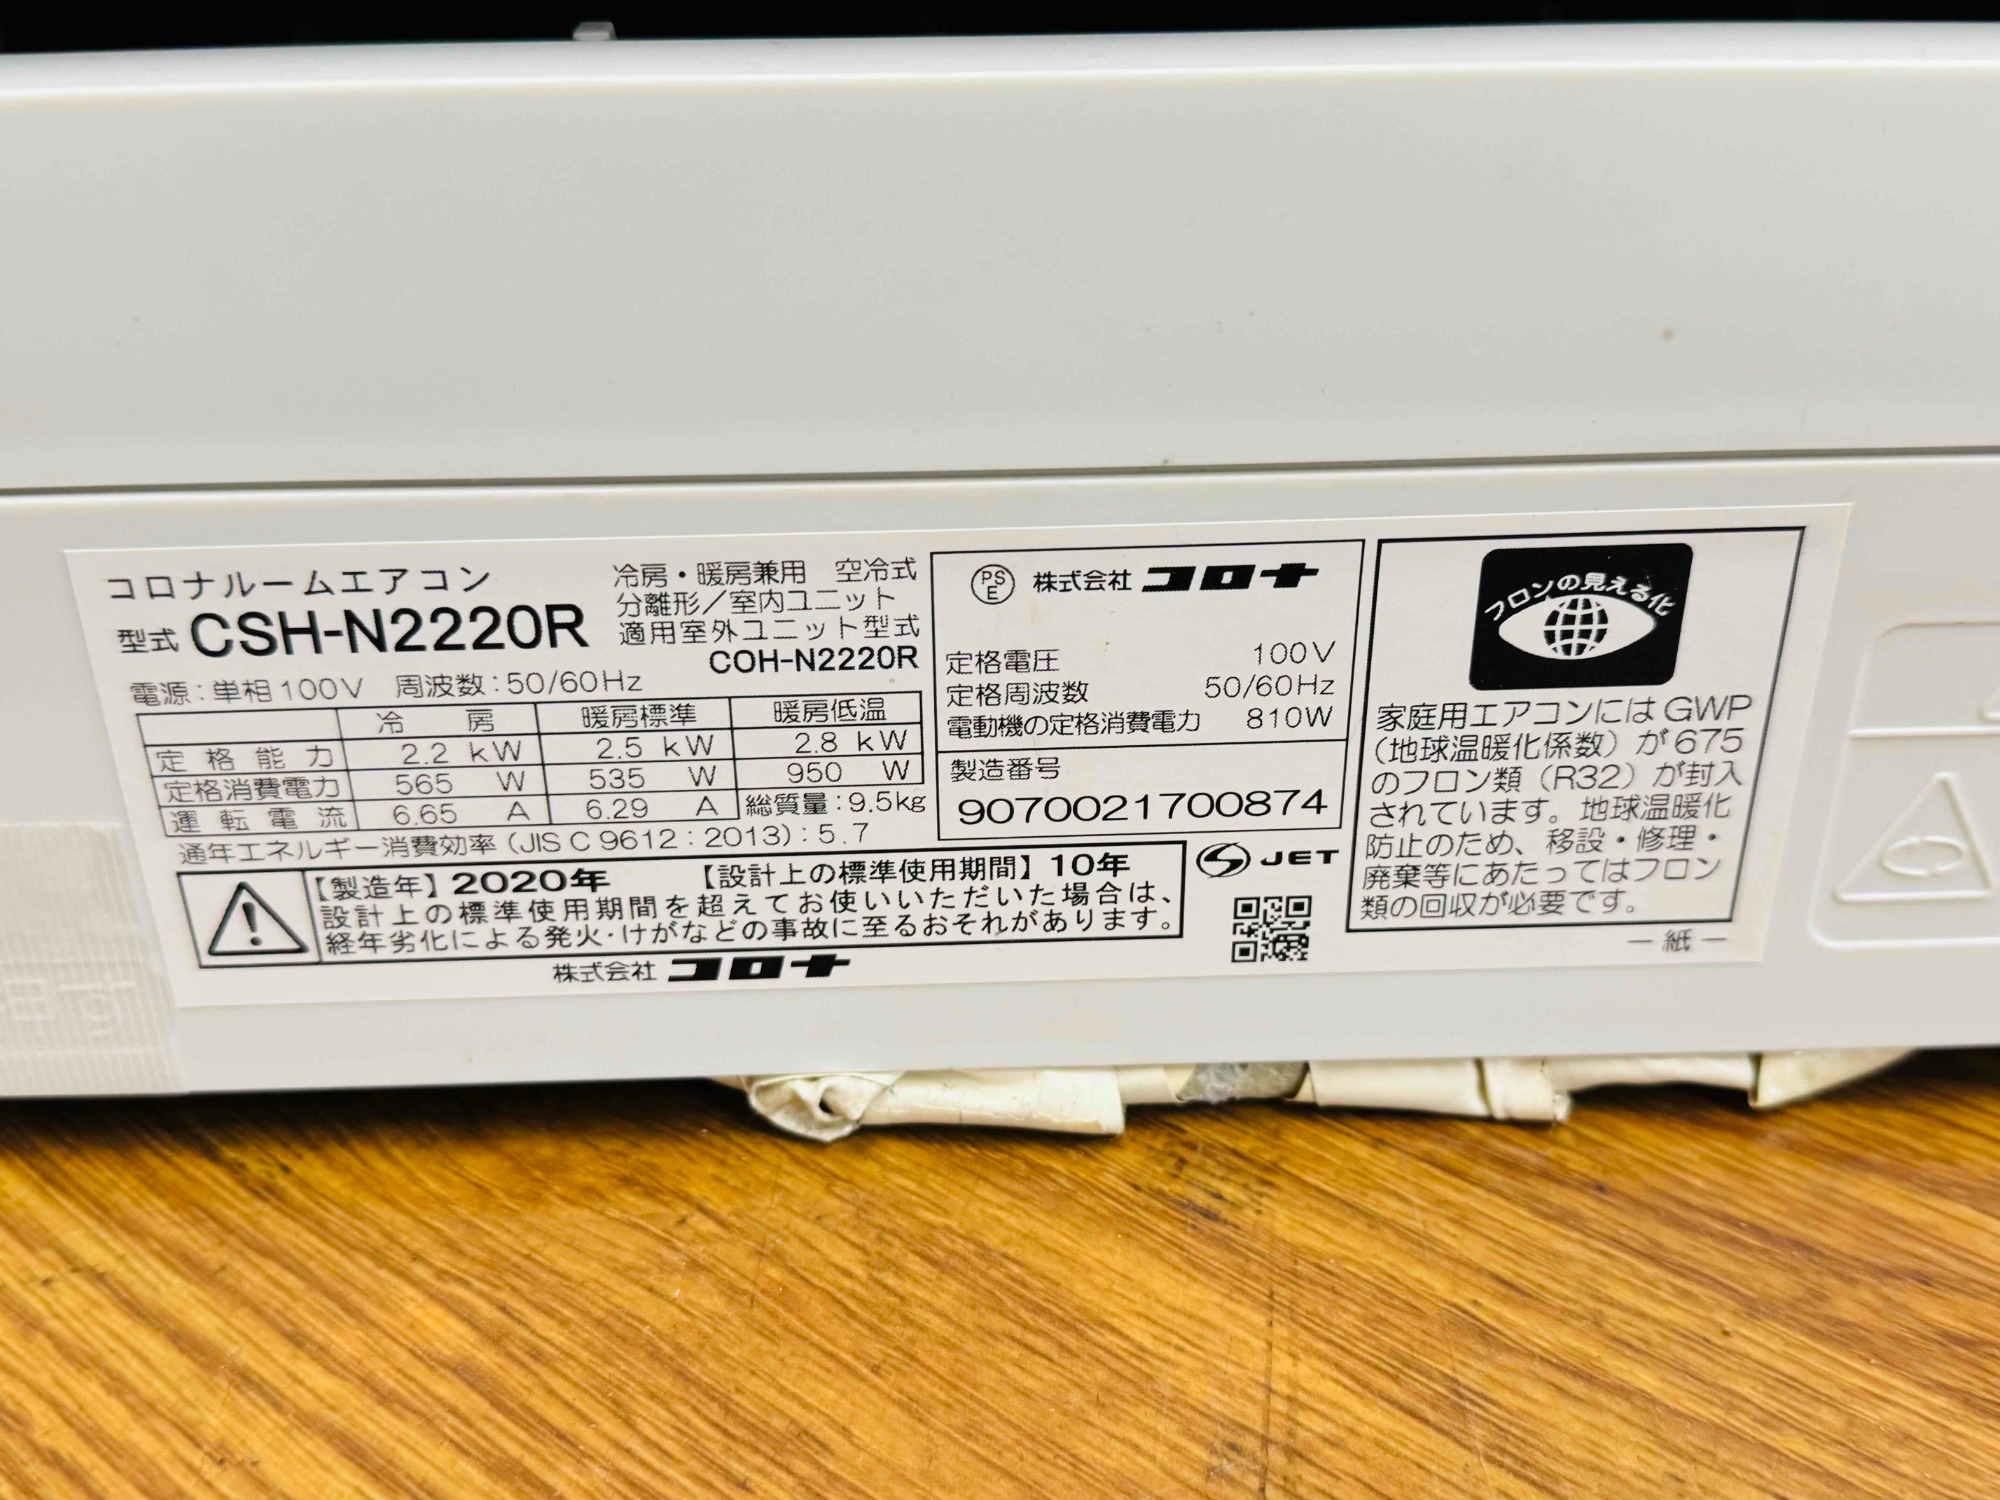 コロナルームエアコン
型式 CSH-N2220R
冷房・暖房兼用 空冷式
分離形/室内ユニット
適用室外ユニット型式
COH-N2220R
電源:単相100V 周波数:50/60Hz
冷房 暖房標準 暖房低温
定格能力 2.2 kW 2.5 kW 2.8 kW
定格消費電力 565 W 535 W 950 W
運転電流 6.65 A 6.29 A 総質量:9.5kg
通年エネルギー消費効率(JIS C 9612:2013):5.7
【製造年】2020年 【設計上の標準使用期間】10年
設計上の標準使用期間を超えてお使いいただいた場合は、
経年劣化による発火・けがなどの事故に至るおそれがあります。
株式会社 コロナ
PS
E
株式会社 コロナ
定格電圧 100V
定格周波数 50/60Hz
電動機の定格消費電力 810W
製造番号
9070021700874
JET
フロンの見える化
家庭用エアコンにはGWP
(地球温暖化係数)が675
のフロン類(R32)が封入
されています。地球温暖化
防止のため、移設・修理・
廃棄等にあたってはフロン
類の回収が必要です。
―紙―